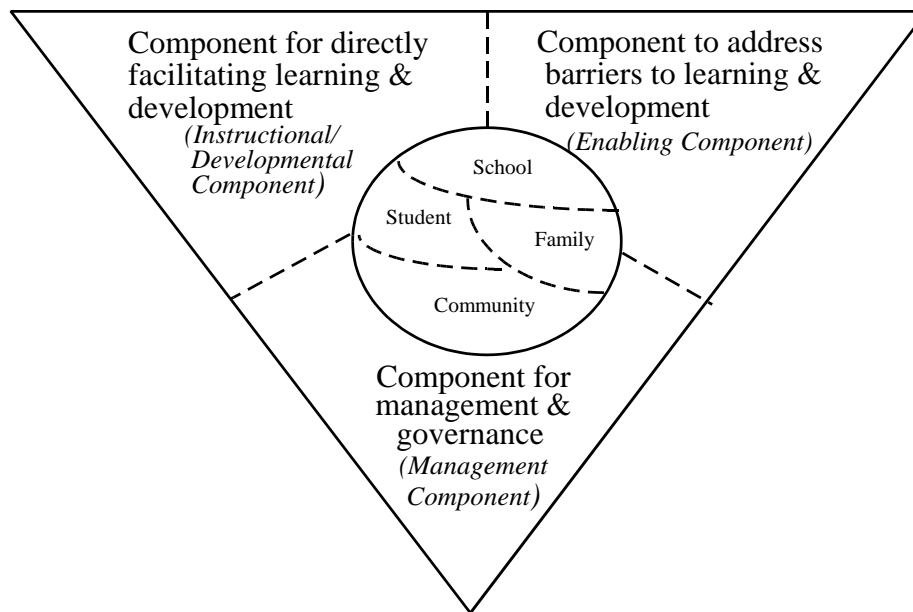 Component for directly
facilitating learning &
development
(Instructional/
Developmental
Component)
Component to address
barriers to learning &
development
(Enabling Component)
School
Student
Family
Community
Component for
management &
governance
(Management
Component)